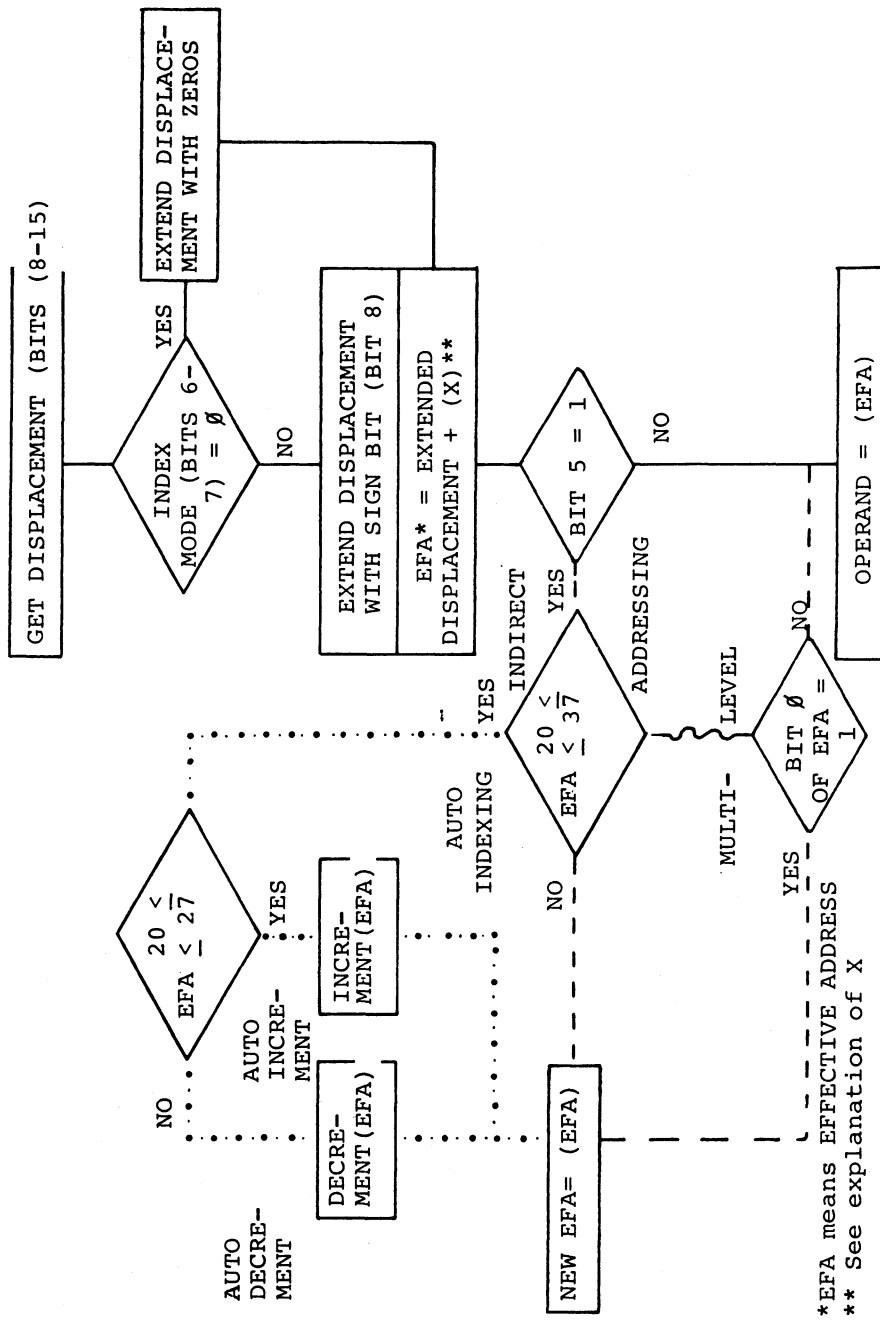 GET DISPLACEMENT (BITS (8-15)
INDEX
MODE (BITS 6-
7) = Ø
YES
EXTEND DISPLACE-
MENT WITH ZEROS
NO
EXTEND DISPLACEMENT
WITH SIGN BIT (BIT 8)
EFA* = EXTENDED
DISPLACEMENT + (X)**
BIT 5 = 1
NO
YES
INDIRECT
ADDRESSING
20 ≤
EFA ≤ 37
YES
AUTO
INDEXING
NO
20 ≤
EFA ≤ 27
NO
YES
AUTO
DECRE-
MENT
AUTO
INCRE-
MENT
DECRE-
MENT(EFA)
INCRE-
MENT(EFA)
NEW EFA= (EFA)
MULTI-
LEVEL
BIT Ø
OF EFA =
1
YES
NO
OPERAND = (EFA)
*EFA means EFFECTIVE ADDRESS
** See explanation of X